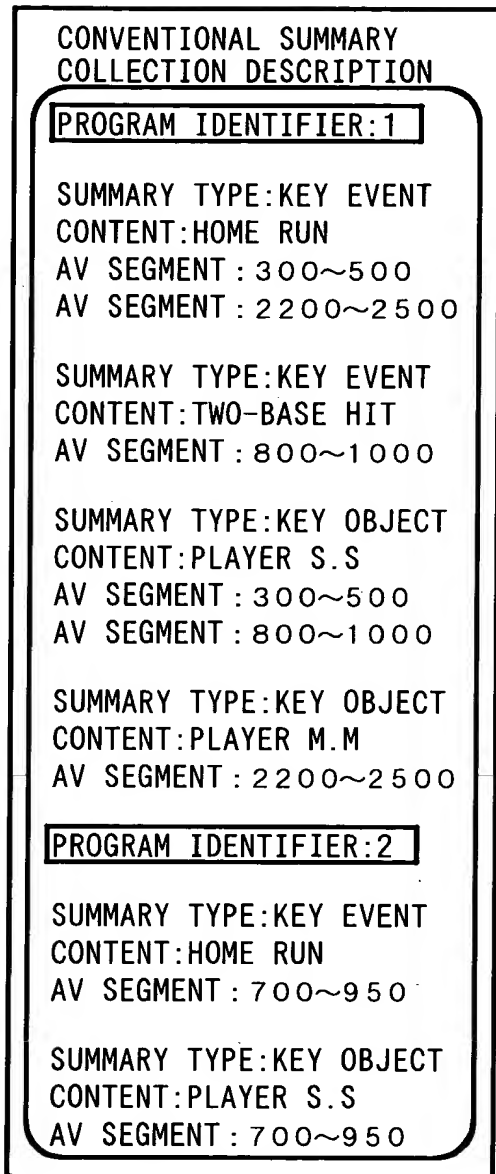 CONVENTIONAL SUMMARY
COLLECTION DESCRIPTION
PROGRAM IDENTIFIER:1
SUMMARY TYPE:KEY EVENT
CONTENT:HOME RUN
AV SEGMENT:300~500
AV SEGMENT:2200~2500
SUMMARY TYPE:KEY EVENT
CONTENT:TWO-BASE HIT
AV SEGMENT:800~1000
SUMMARY TYPE:KEY OBJECT
CONTENT:PLAYER S.S
AV SEGMENT:300~500
AV SEGMENT:800~1000
SUMMARY TYPE:KEY OBJECT
CONTENT:PLAYER M.M
AV SEGMENT:2200~2500
PROGRAM IDENTIFIER:2
SUMMARY TYPE:KEY EVENT
CONTENT:HOME RUN
AV SEGMENT:700~950
SUMMARY TYPE:KEY OBJECT
CONTENT:PLAYER S.S
AV SEGMENT:700~950